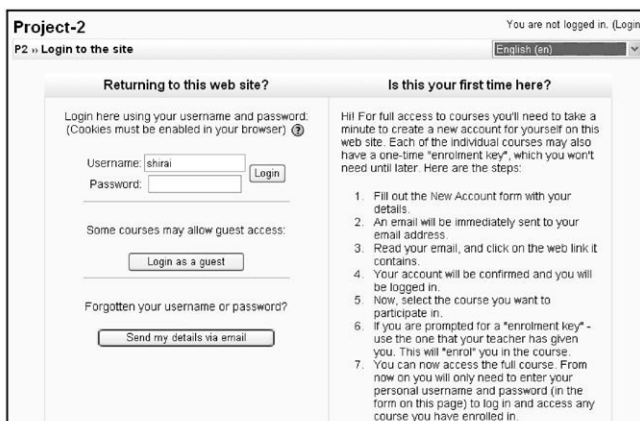 Project-2
You are not logged in. (Login
P2 » Login to the site
English (en)
Returning to this web site?
Login here using your username and password:
(Cookies must be enabled in your browser) ?
Username: shirai
Password:
Login
Some courses may allow guest access:
Login as a guest
Forgotten your username or password?
Send my details via email
Is this your first time here?
Hi! For full access to courses you'll need to take a
minute to create a new account for yourself on this
web site. Each of the individual courses may also
have a one-time "enrolment key", which you won't
need until later. Here are the steps:
1. Fill out the New Account form with your
details.
2. An email will be immediately sent to your
email address.
3. Read your email, and click on the web link it
contains.
4. Your account will be confirmed and you will
be logged in.
5. Now, select the course you want to
participate in.
6. If you are prompted for a "enrolment key" -
use the one that your teacher has given
you. This will "enrol" you in the course.
7. You can now access the full course. From
now on you will only need to enter your
personal username and password (in the
form on this page) to log in and access any
course you have enrolled in.